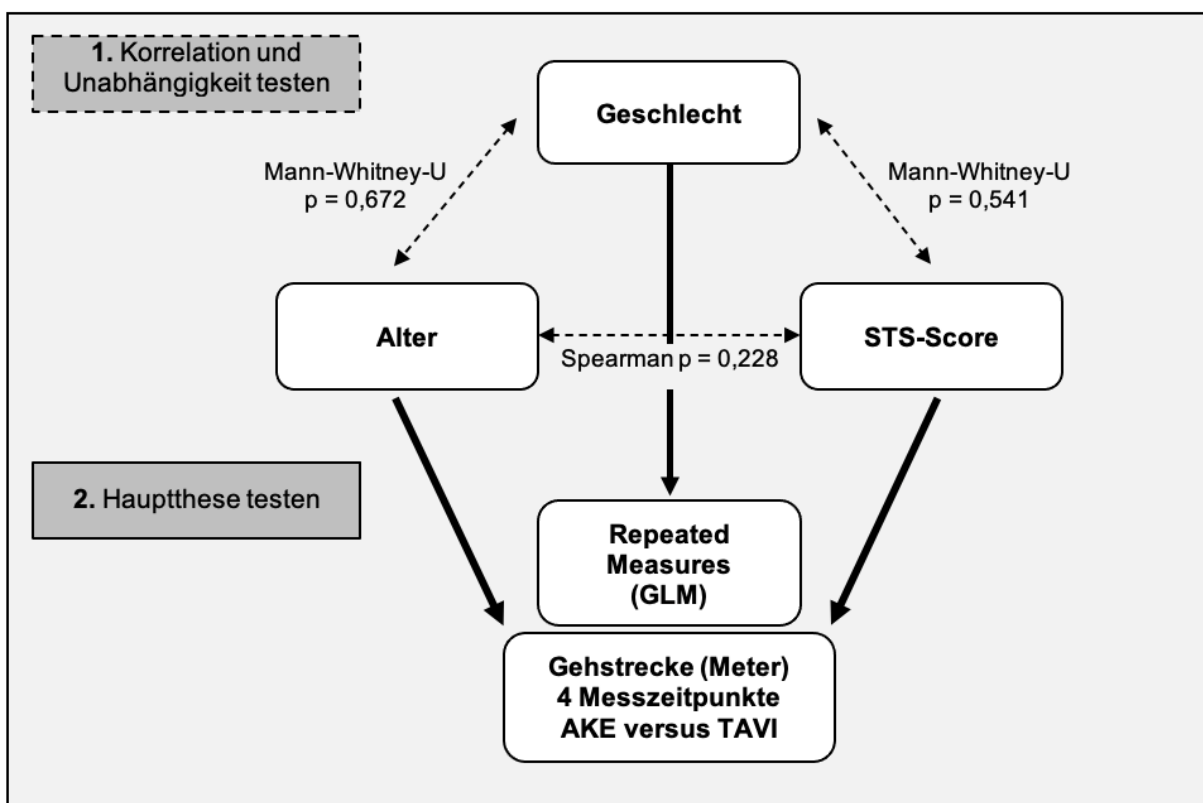 1. Korrelation und
Unabhängigkeit testen
Geschlecht
Mann-Whitney-U
p = 0,672
Mann-Whitney-U
p = 0,541
Alter
STS-Score
Spearman p = 0,228
2. Hauptthese testen
Repeated
Measures
(GLM)
Gehstrecke (Meter)
4 Messzeitpunkte
AKE versus TAVI